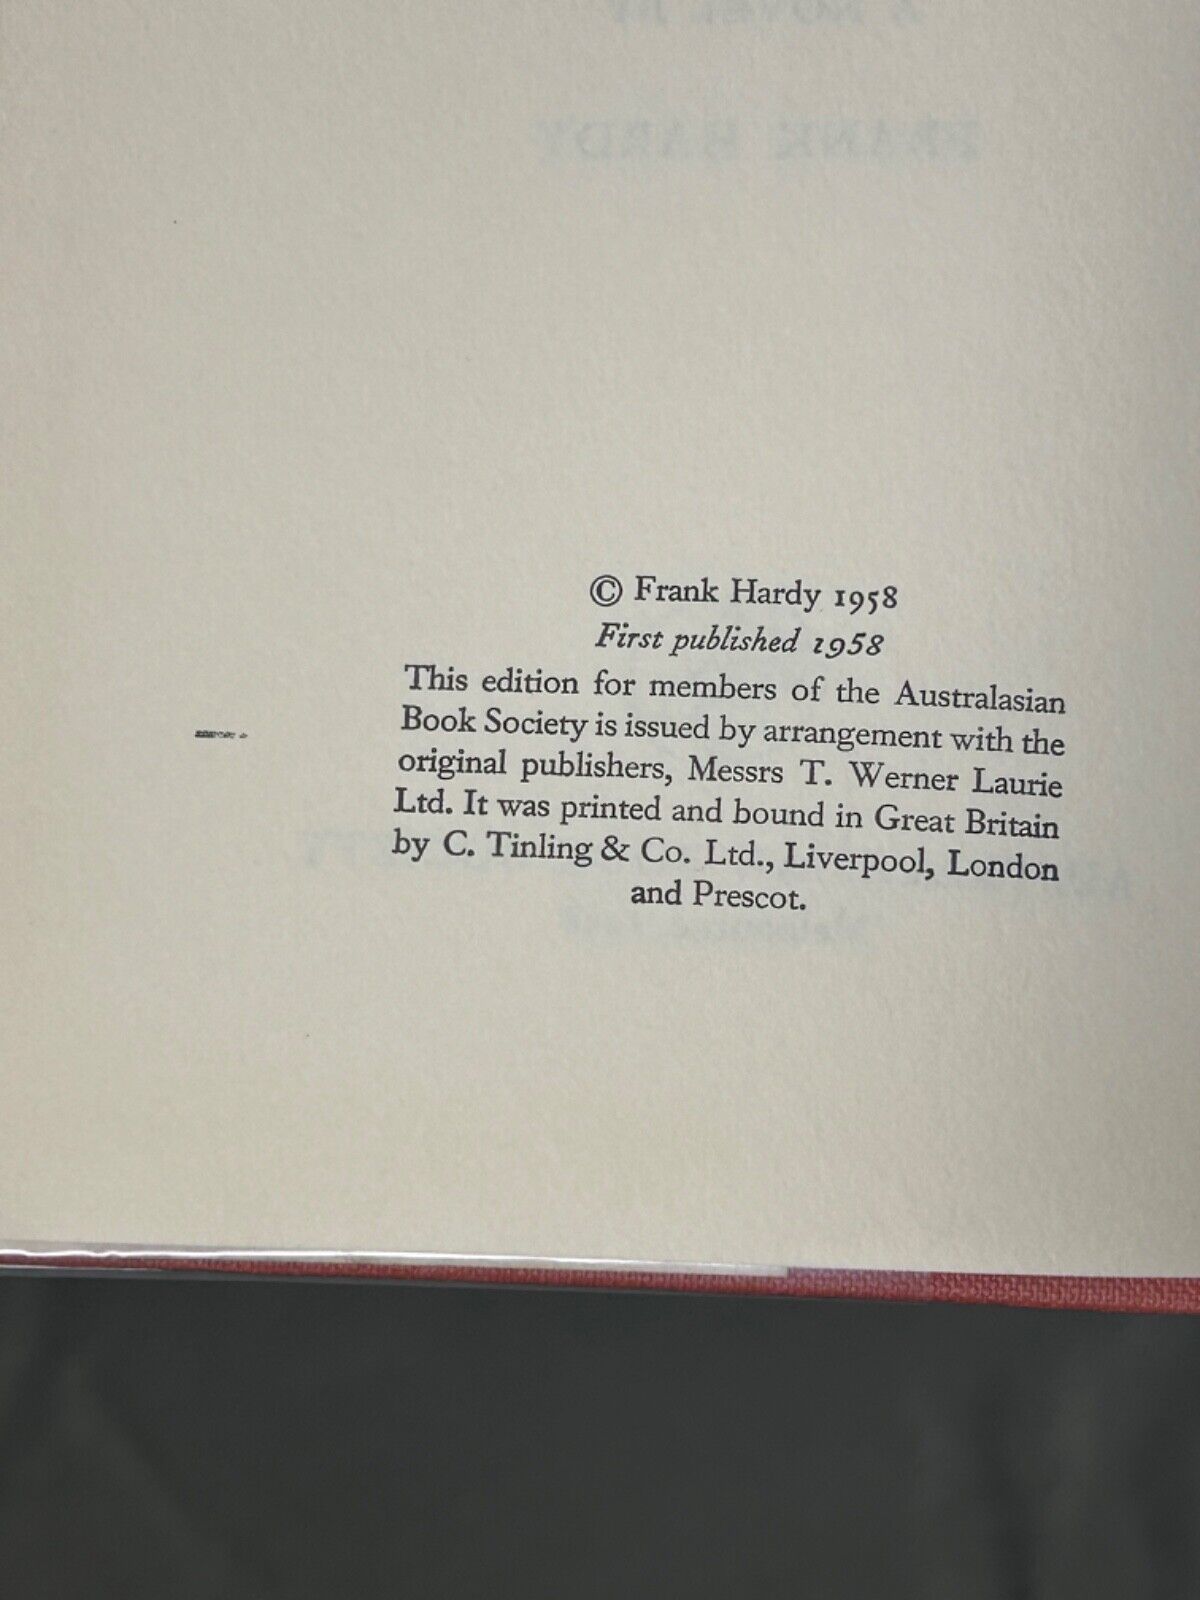 © Frank Hardy 1958
First published 1958
This edition for members of the Australasian
Book Society is issued by arrangement with the
original publishers, Messrs T. Werner Laurie
Ltd. It was printed and bound in Great Britain
by C. Tinling & Co. Ltd., Liverpool, London
and Prescot.